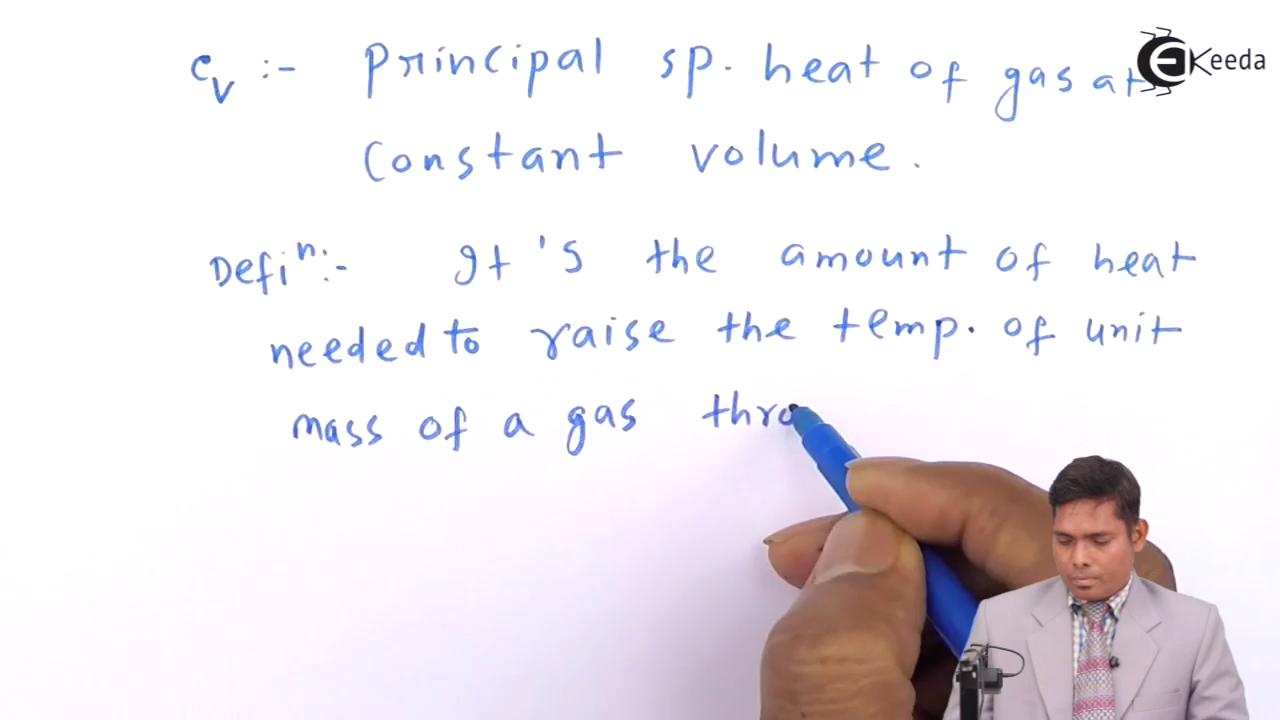 cv :- Principal sp. heat of gas at
Constant volume.
Defiⁿ:- It's the amount of heat
needed to raise the temp. of unit
mass of a gas thro
EKeeda